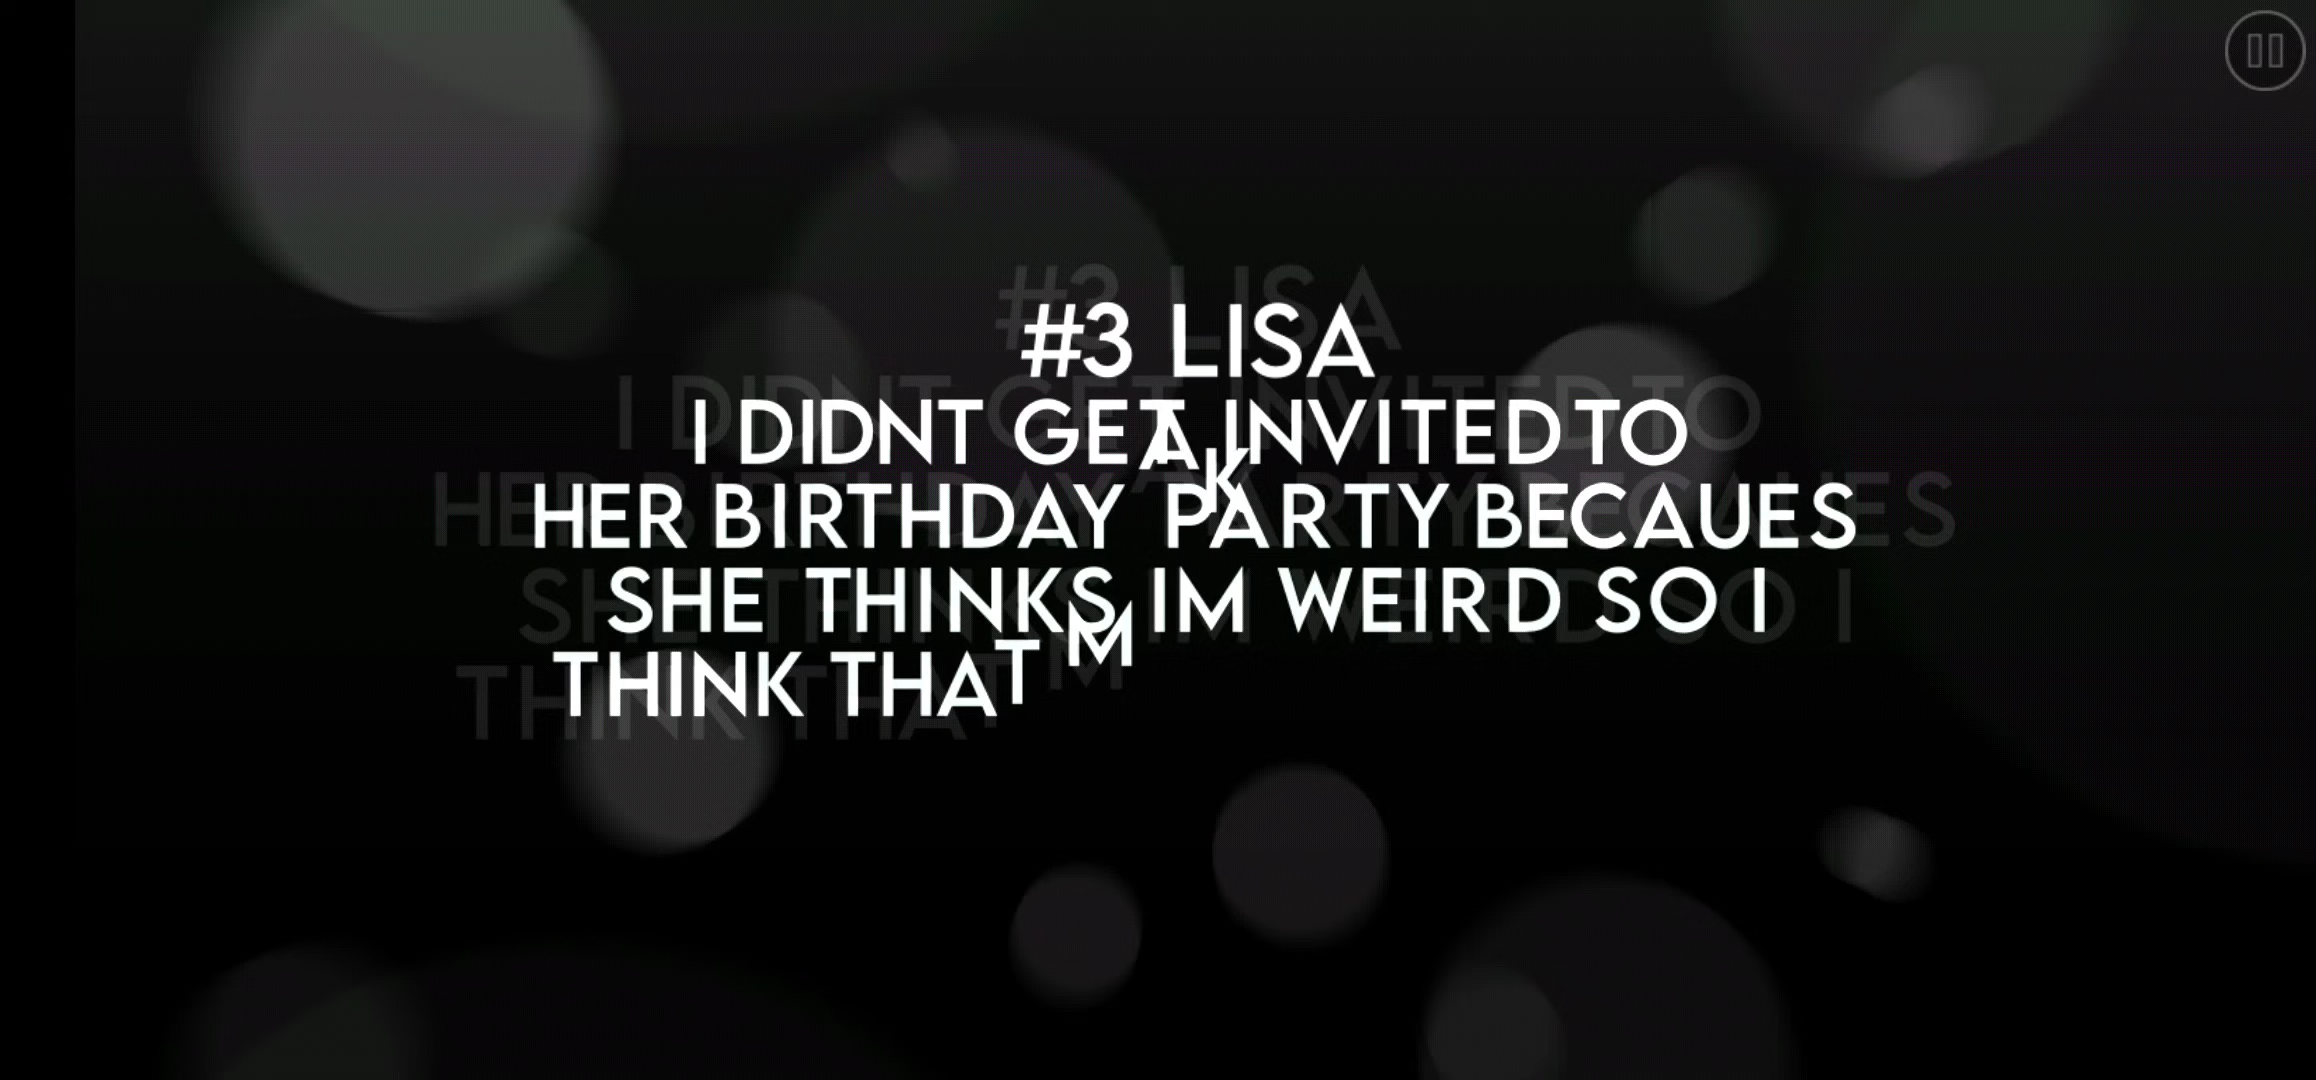 #3 LISA
I DIDNT GET INVITED TO
HER BIRTHDAY PARTY BECAUES
SHE THINKS IM WEIRD SO I
THINK THAT